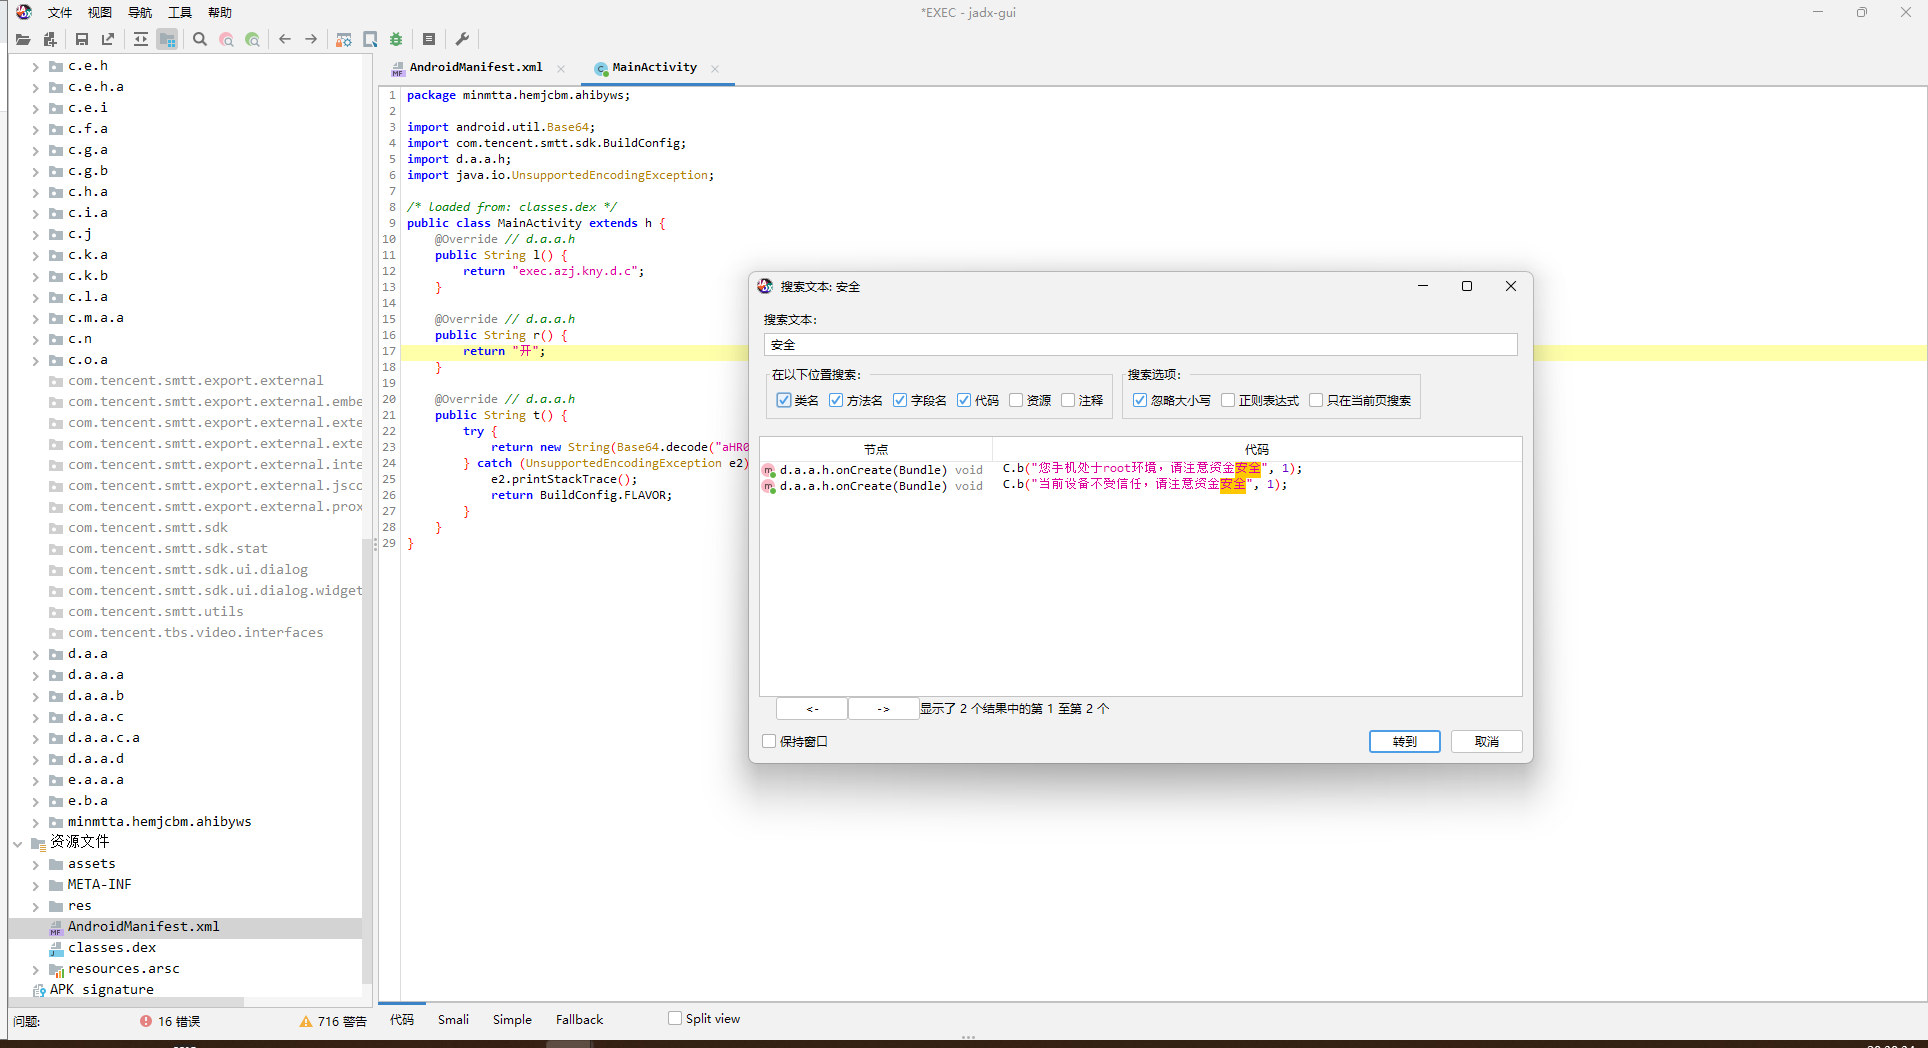 文件 视图 导航 工具 帮助
*EXEC - jadx-gui
c.e.h
c.e.h.a
c.e.i
c.f.a
c.g.a
c.g.b
c.h.a
c.i.a
c.j
c.k.a
c.k.b
c.l.a
c.m.a.a
c.n
c.o.a
com.tencent.smtt.export.external
com.tencent.smtt.export.external.embe
com.tencent.smtt.export.external.exte
com.tencent.smtt.export.external.exte
com.tencent.smtt.export.external.inte
com.tencent.smtt.export.external.jsco
com.tencent.smtt.export.external.prox
com.tencent.smtt.sdk
com.tencent.smtt.sdk.stat
com.tencent.smtt.sdk.ui.dialog
com.tencent.smtt.sdk.ui.dialog.widget
com.tencent.smtt.utils
com.tencent.tbs.video.interfaces
d.a.a
d.a.a.a
d.a.a.b
d.a.a.c
d.a.a.c.a
d.a.a.d
e.a.a.a
e.b.a
minmtta.hemjcbm.ahibyws
资源文件
assets
META-INF
res
AndroidManifest.xml
classes.dex
resources.arsc
APK signature
问题: 16 错误 716 警告
AndroidManifest.xml MainActivity
1 package minmtta.hemjcbm.ahibyws;
2
3 import android.util.Base64;
4 import com.tencent.smtt.sdk.BuildConfig;
5 import d.a.a.h;
6 import java.io.UnsupportedEncodingException;
7
8 /* loaded from: classes.dex */
9 public class MainActivity extends h {
10 @Override // d.a.a.h
11 public String l() {
12 return "exec.azj.kny.d.c";
13 }
14
15 @Override // d.a.a.h
16 public String r() {
17 return "开";
18 }
19
20 @Override // d.a.a.h
21 public String t() {
22 try {
23 return new String(Base64.decode("aHR0
24 } catch (UnsupportedEncodingException e2)
25 e2.printStackTrace();
26 return BuildConfig.FLAVOR;
27 }
28 }
29 }
代码 Smali Simple Fallback Split view
搜索文本: 安全
搜索文本:
安全
在以下位置搜索:
类名 方法名 字段名 代码 资源 注释
搜索选项:
忽略大小写 正则表达式 只在当前页搜索
节点 代码
d.a.a.h.onCreate(Bundle) void C.b("您手机处于root环境，请注意资金安全", 1);
d.a.a.h.onCreate(Bundle) void C.b("当前设备不受信任，请注意资金安全", 1);
<- -> 显示了 2 个结果中的第 1 至第 2 个
保持窗口 转到 取消